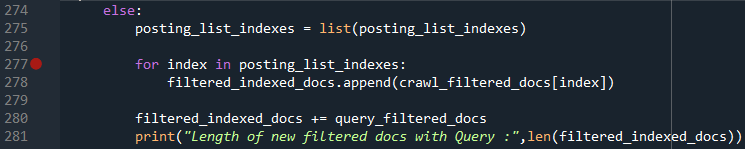 274 else:
275 posting_list_indexes = list(posting_list_indexes)
276
277 for index in posting_list_indexes:
278 filtered_indexed_docs.append(crawl_filtered_docs[index])
279
280 filtered_indexed_docs += query_filtered_docs
281 print("Length of new filtered docs with Query :",len(filtered_indexed_docs))